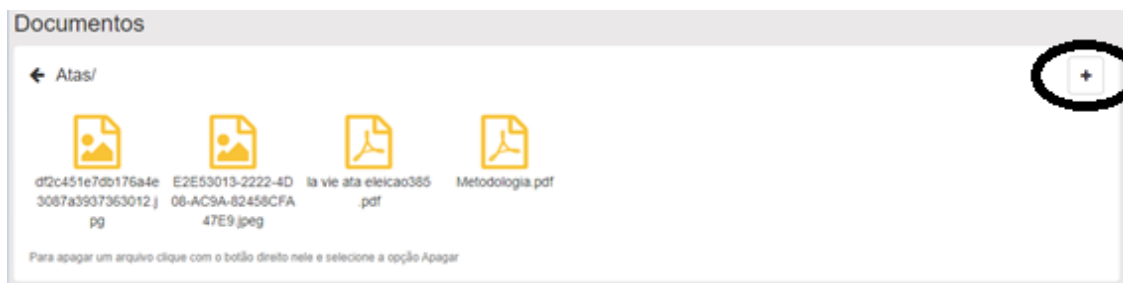 Documentos
Atas/
+
df2c451e7db176a4e E2E53013-2222-4D la vie ata eleicao385 Metodologia.pdf
3087a3937363012.j 08-AC9A-82458CFA .pdf
pg 47E9.jpeg
Para apagar um arquivo clique com o botão direito nele e selecione a opção Apagar